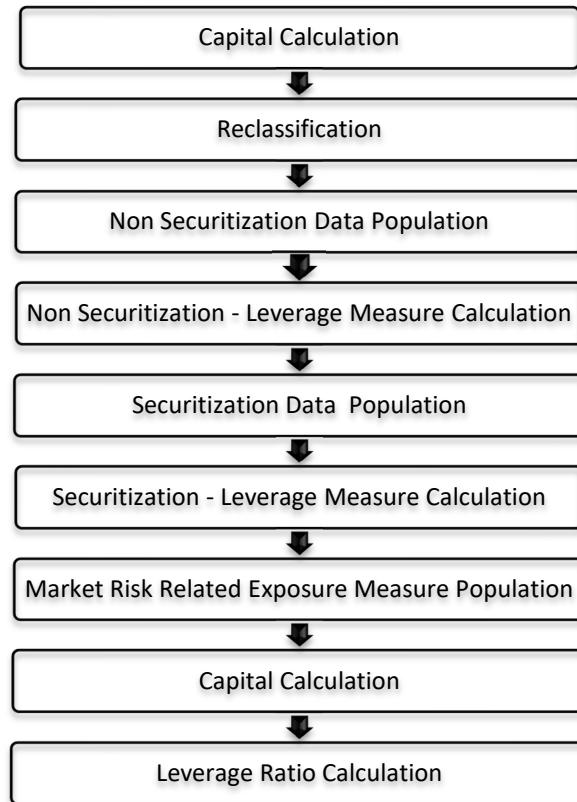 Capital Calculation
Reclassification
Non Securitization Data Population
Non Securitization - Leverage Measure Calculation
Securitization Data Population
Securitization - Leverage Measure Calculation
Market Risk Related Exposure Measure Population
Capital Calculation
Leverage Ratio Calculation